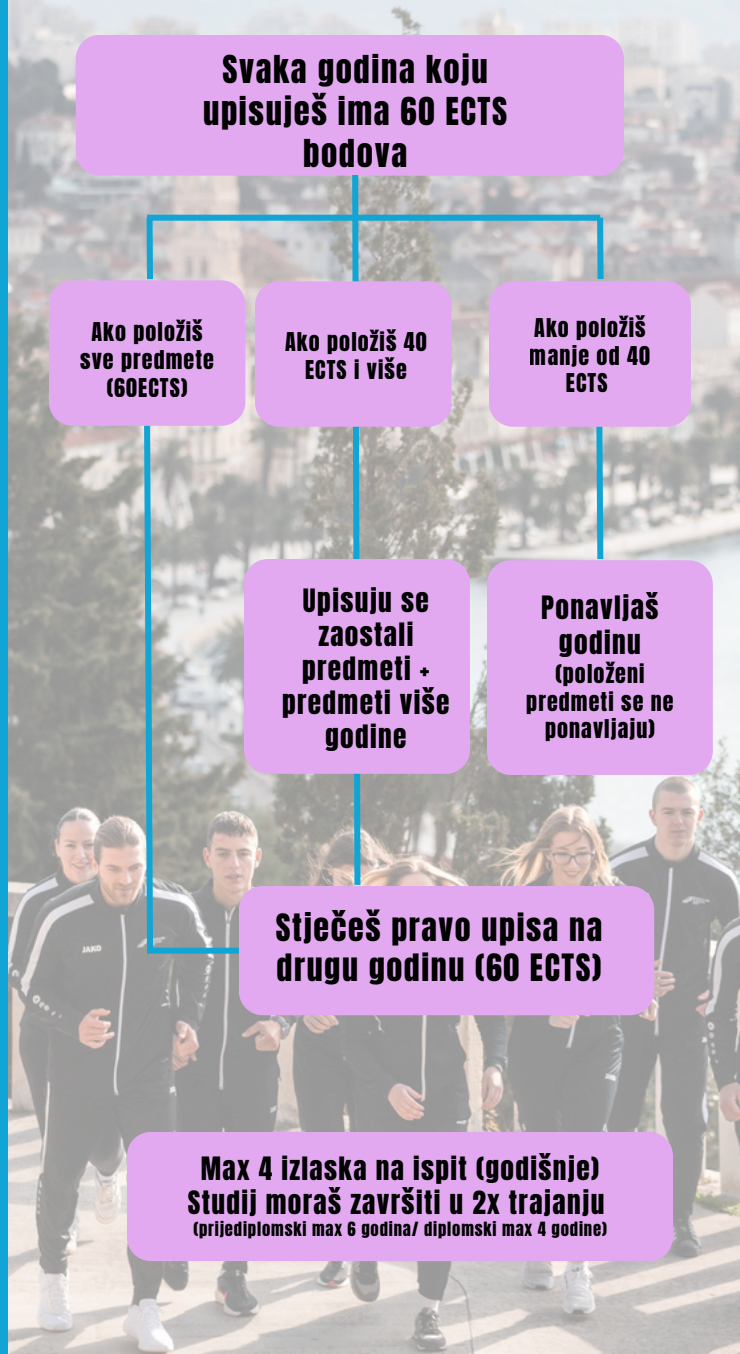 Svaka godina koju
upisuješ ima 60 ECTS
bodova
Ako položiš
sve predmete
(60ECTS)
Ako položiš 40
ECTS i više
Ako položiš
manje od 40
ECTS
Upisuju se
zaostali
predmeti +
predmeti više
godine
Ponavljaš
godinu
(položeni
predmeti se ne
ponavljaju)
Stječeš pravo upisa na
drugu godinu (60 ECTS)
JAKO
Max 4 izlaska na ispit (godišnje)
Studij moraš završiti u 2x trajanju
(prijediplomski max 6 godina/ diplomski max 4 godine)